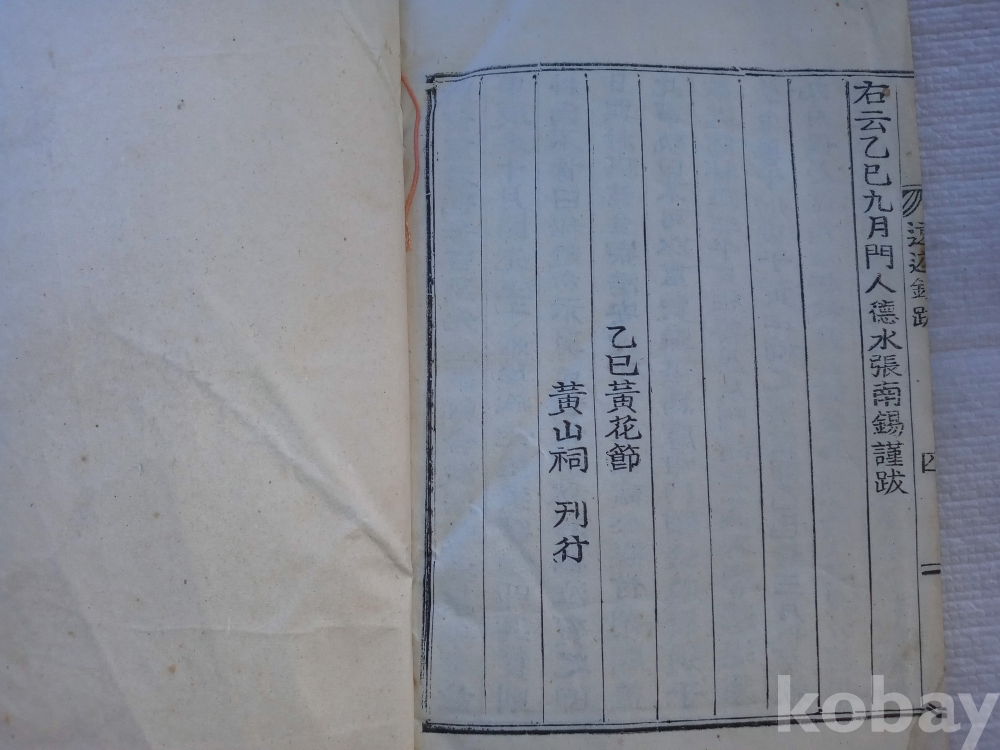 右云乙巳九月門人德水張南錫謹跋
乙巳黃花節
黃山祠 刊行
kobay